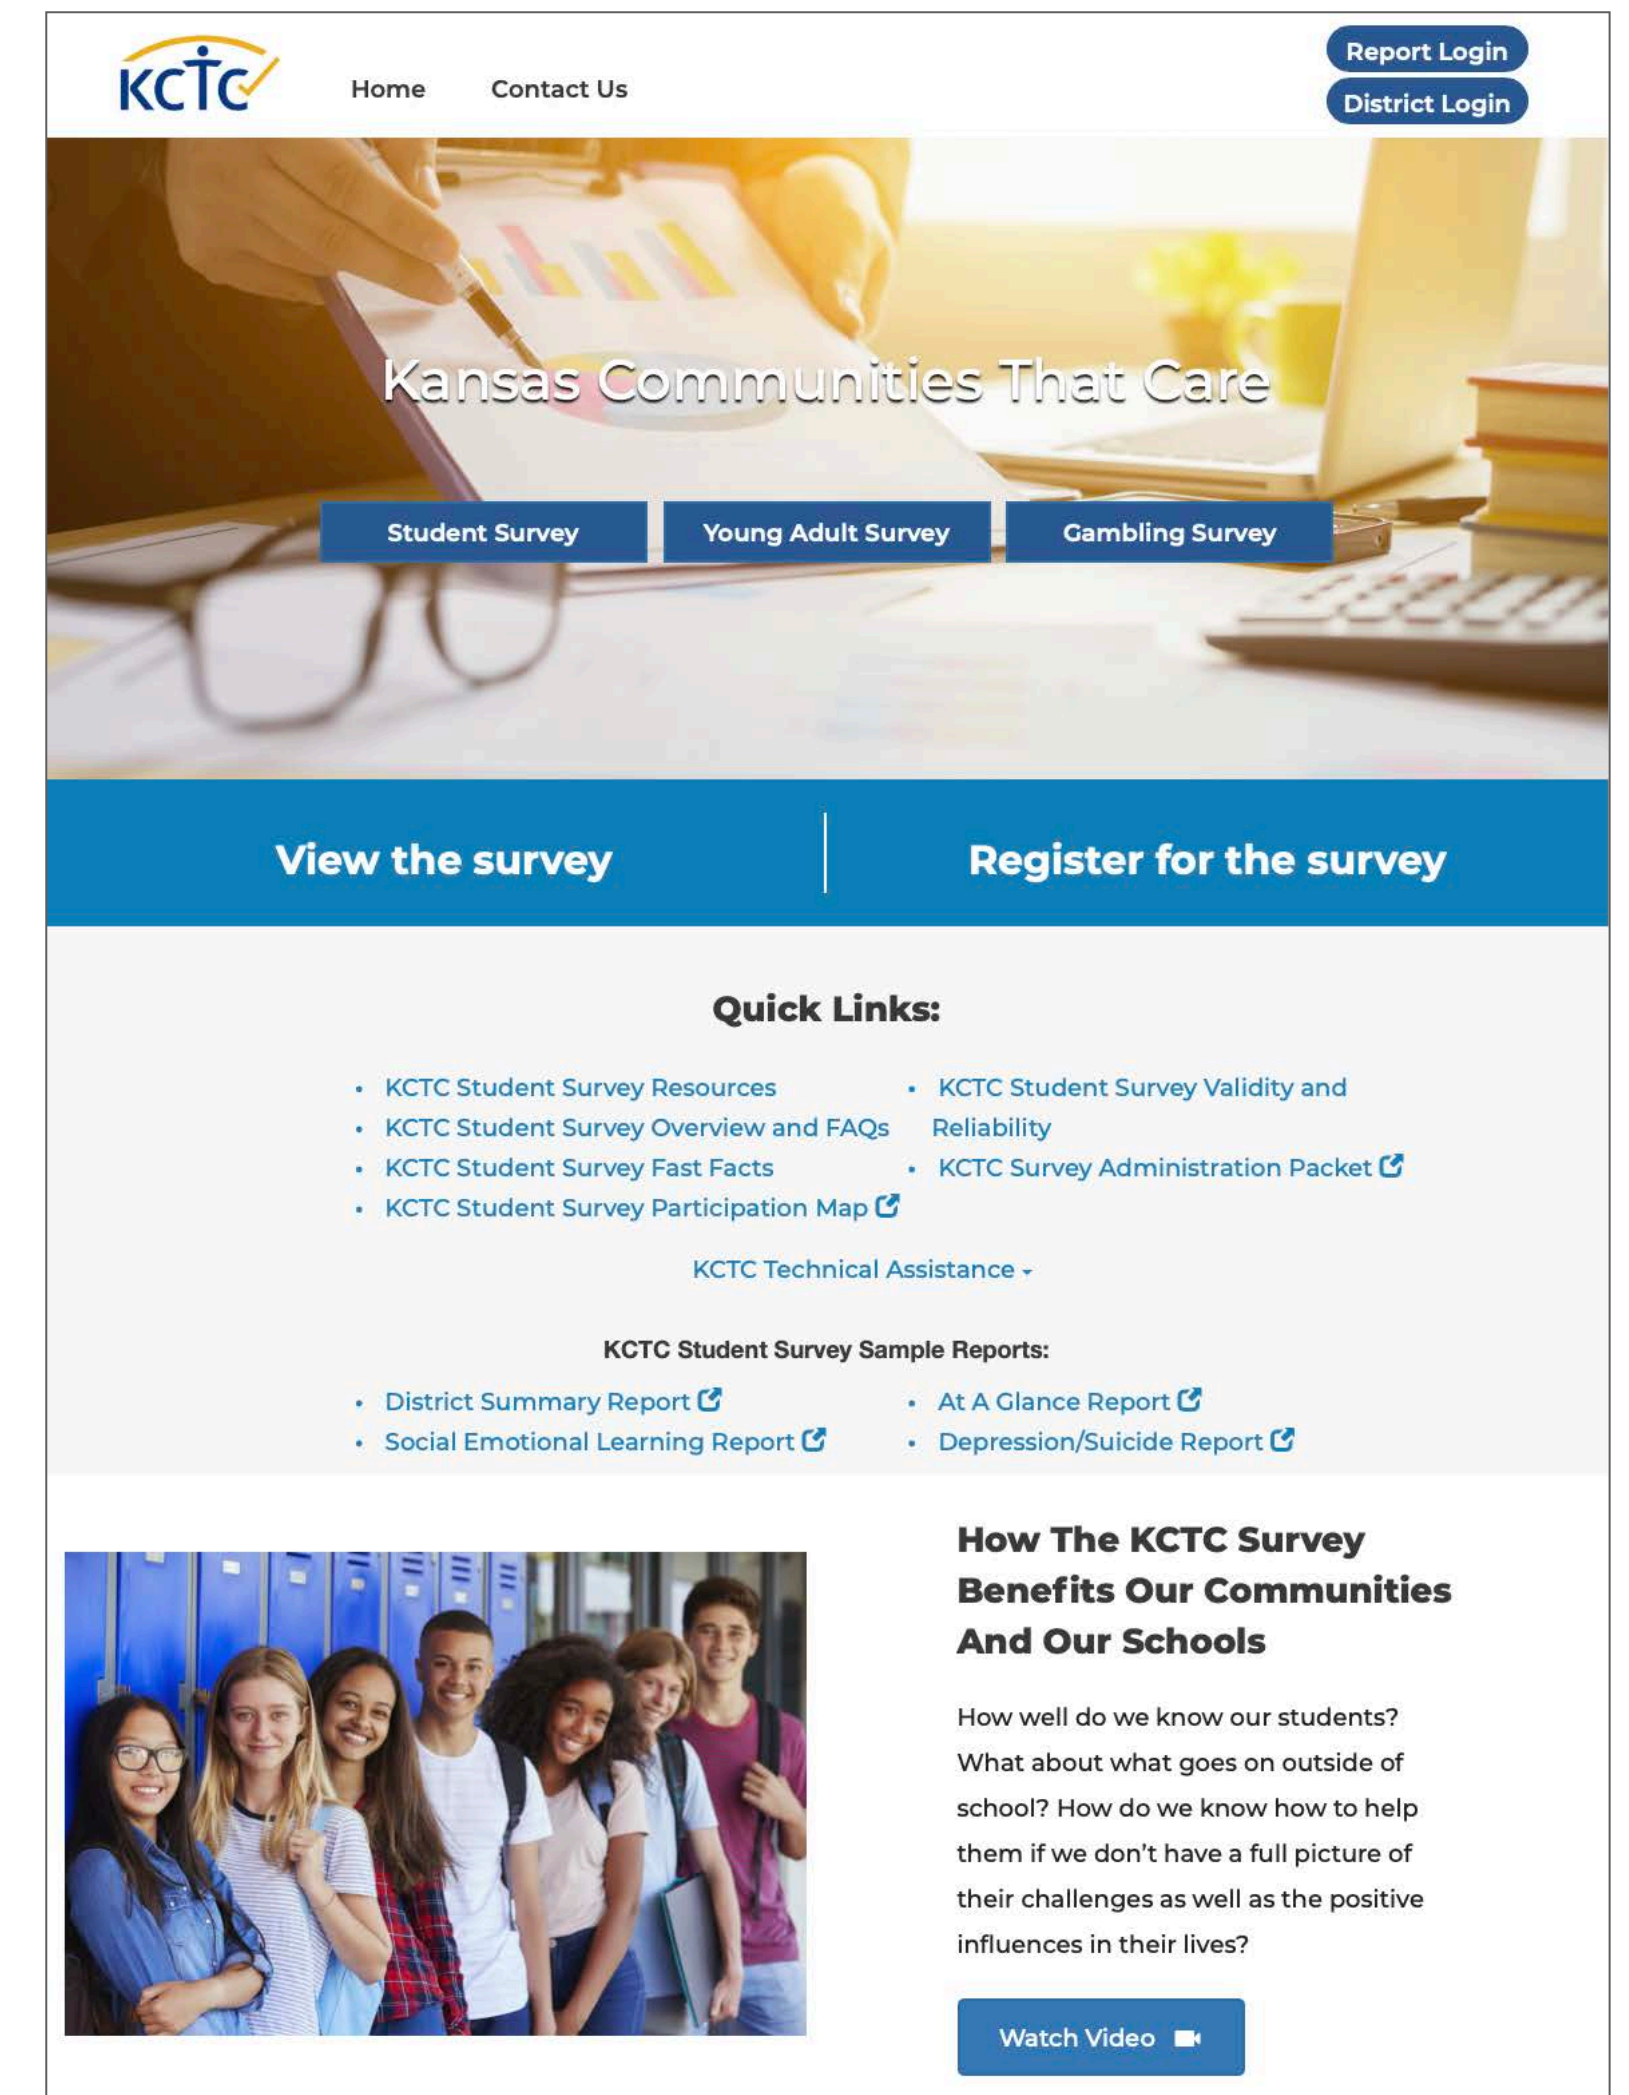 KCTC
Home
Contact Us
Report Login
District Login
Kansas Communities That Care
Student Survey
Young Adult Survey
Gambling Survey
View the survey
Register for the survey
Quick Links:
• KCTC Student Survey Resources
• KCTC Student Survey Overview and FAQs
• KCTC Student Survey Fast Facts
• KCTC Student Survey Participation Map
• KCTC Student Survey Validity and
Reliability
• KCTC Survey Administration Packet
KCTC Technical Assistance
KCTC Student Survey Sample Reports:
• District Summary Report
• Social Emotional Learning Report
• At A Glance Report
• Depression/Suicide Report
How The KCTC Survey
Benefits Our Communities
And Our Schools
How well do we know our students?
What about what goes on outside of
school? How do we know how to help
them if we don't have a full picture of
their challenges as well as the positive
influences in their lives?
Watch Video